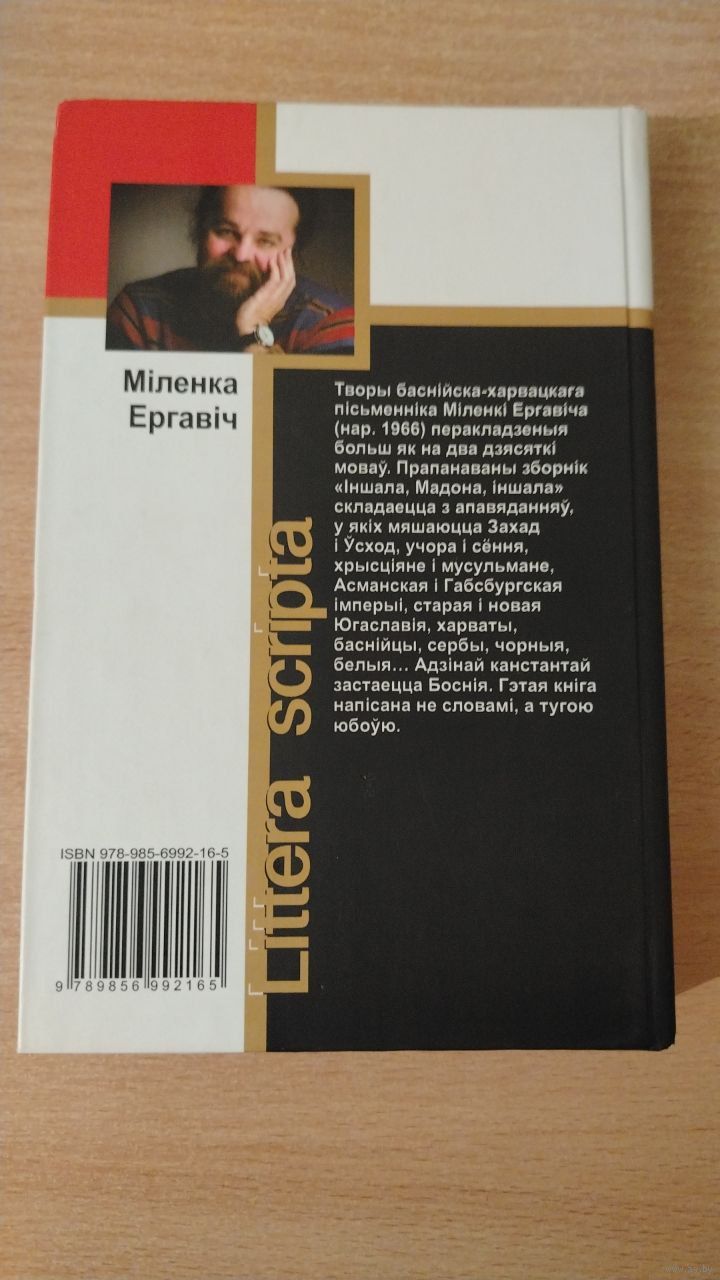 Міленка
Ергавіч
Творы баснійска-харвацкага
пісьменніка Міленкі Ергавіча
(нар. 1966) перакладзеныя
больш як на два дзясяткі
моваў. Прапанаваны зборнік
«Іншала, Мадона, іншала»
складаецца з апавяданняў,
у якіх мяшаюцца Захад
і Ўсход, учора і сёння,
хрысціяне і мусульмане,
Асманская і Габсбургская
імперыі, старая і новая
Югаславія, харваты,
баснійцы, сербы, чорныя,
белыя... Адзінай канстантай
застаецца Боснія. Гэтая кніга
напісана не словамі, а тугою
юбоўю.
Littera scripta
ISBN 978-985-6992-16-5
9 789856 992165
www.ay.by